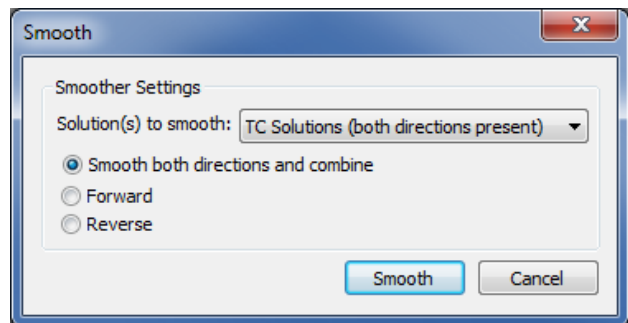 Smooth
Smoother Settings
Solution(s) to smooth: TC Solutions (both directions present)
Smooth both directions and combine
Forward
Reverse
Smooth Cancel